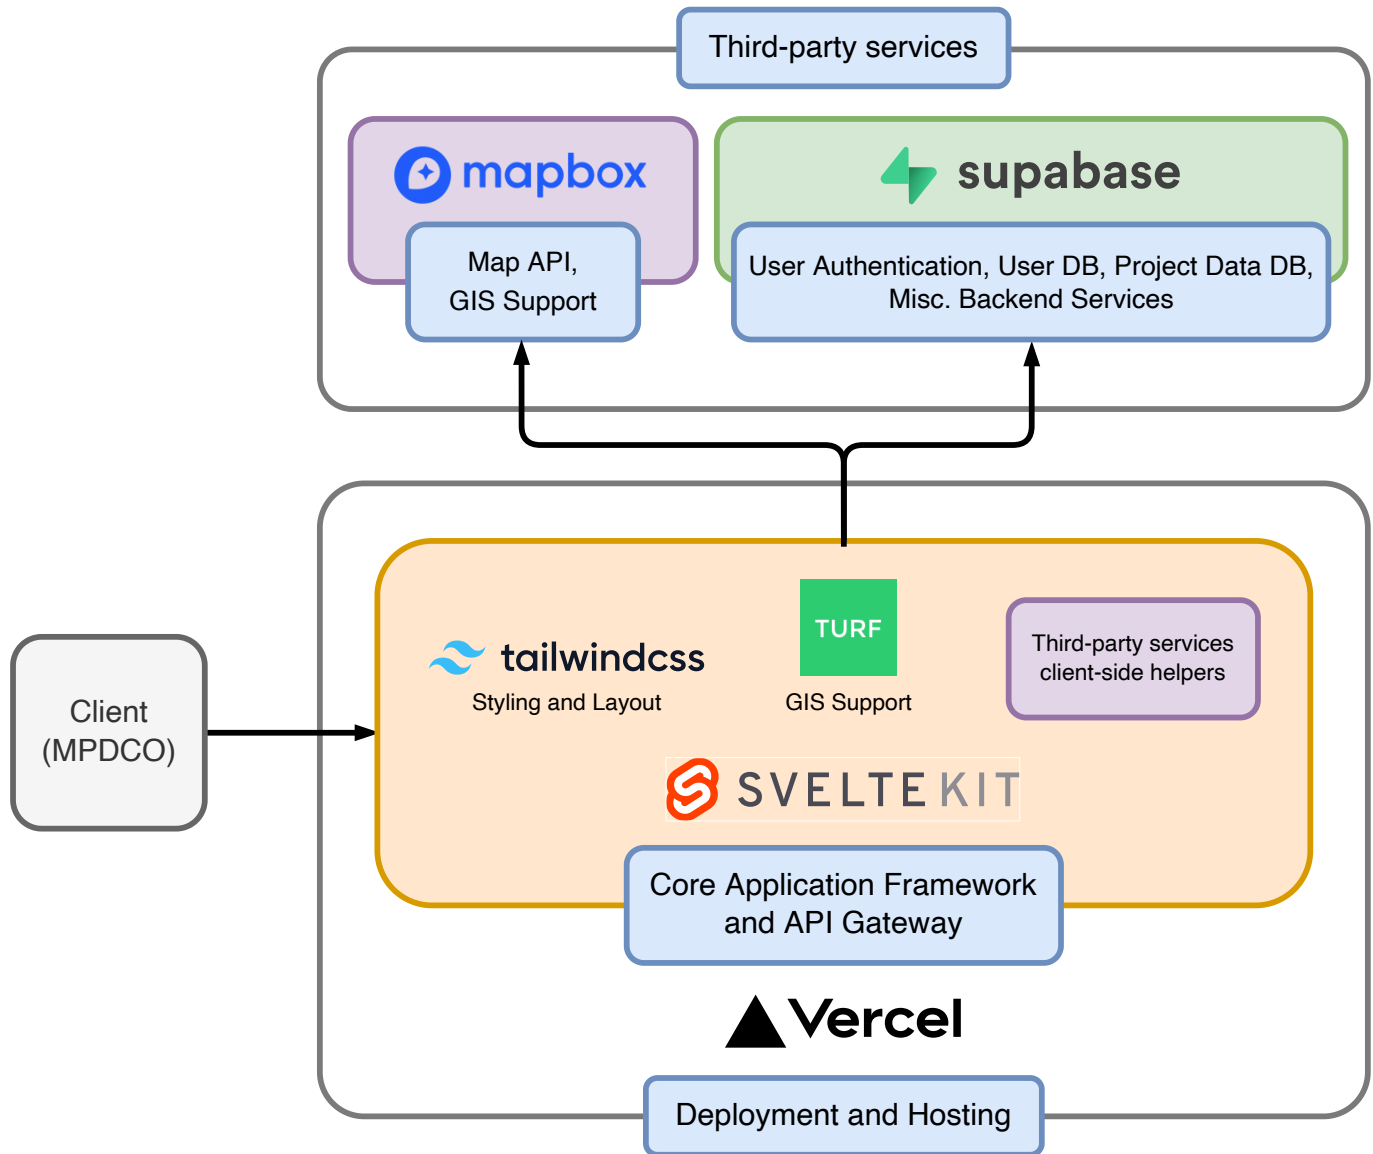 Third-party services
mapbox
Map API,
GIS Support
supabase
User Authentication, User DB, Project Data DB,
Misc. Backend Services
Client
(MPDCO)
tailwindcss
Styling and Layout
TURF
GIS Support
Third-party services
client-side helpers
SVELTEKIT
Core Application Framework
and API Gateway
Vercel
Deployment and Hosting